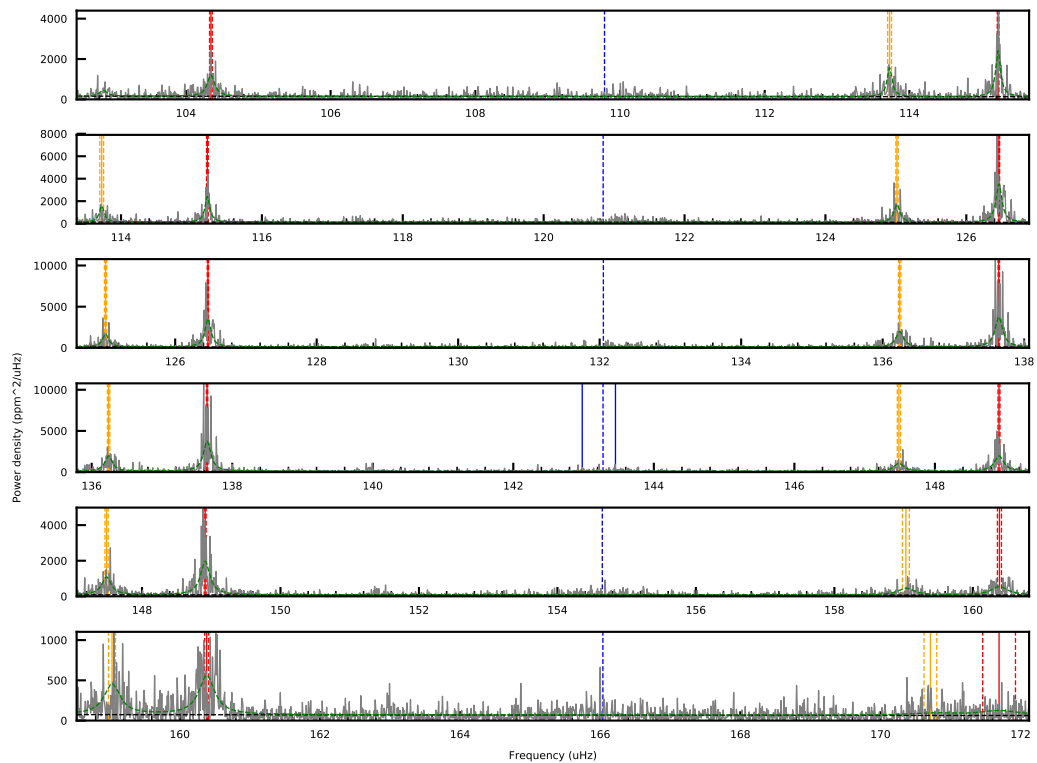 4000
2000
0
104 106 108 110 112 114
8000
6000
4000
2000
0
114 116 118 120 122 124 126
10000
5000
0
126 128 130 132 134 136 138
10000
5000
0
136 138 140 142 144 146 148
4000
2000
0
148 150 152 154 156 158 160
1000
500
0
160 162 164 166 168 170 172
Power density (ppm^2/uHz)
Frequency (uHz)